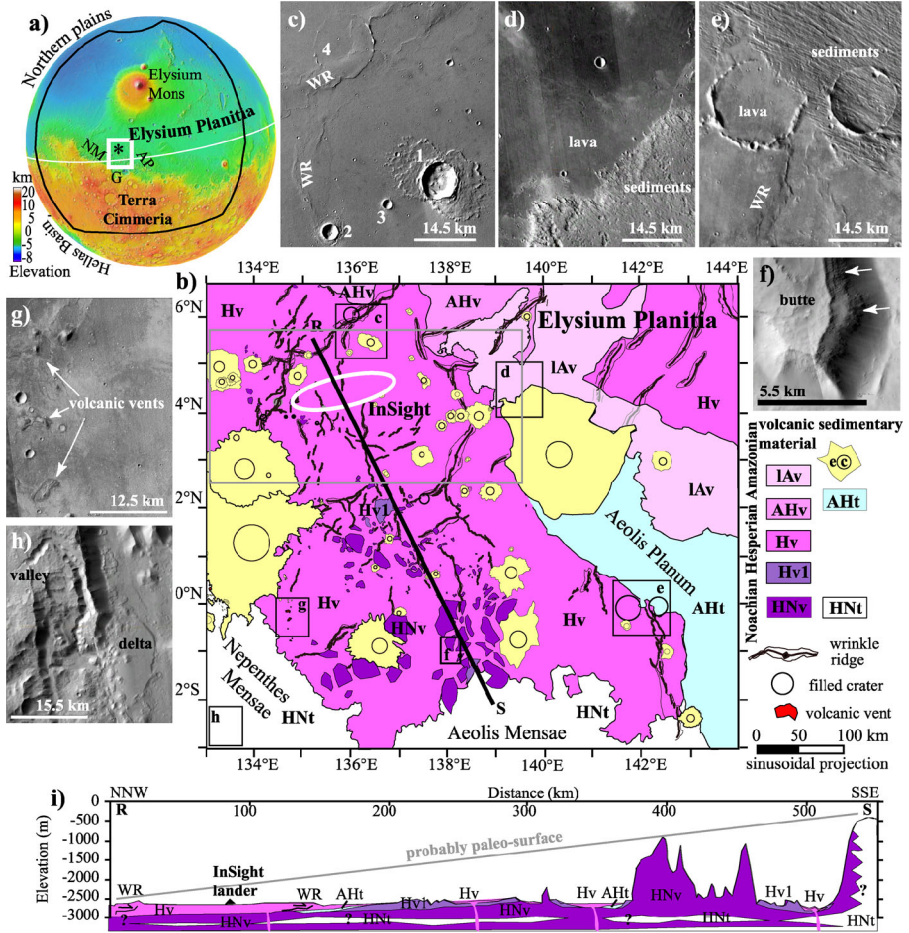 a)
Northern plains
Elysium
Mons
Elysium Planitia
NM
*
AP
G
Terra
Cimmeria
Hellas Basin
km
20
15
10
5
0
-5
-8
Elevation
c)
4
WR
WR
1
3
2
14.5 km
d)
lava
sediments
14.5 km
e)
sediments
lava
WR
14.5 km
b)
134°E 136°E 138°E 140°E 142°E 144°E
6°N
4°N
2°N
0°N
2°S
Hv
AHv
c
R
AHv
Elysium Planitia
lAv
d
Hv
InSight
lAv
Hv1
Aeolis Planum
AHt
g
Hv
HNv
f
Hv
e
Nepenthes
Mensae
HNt
h
S
HNt
Aeolis Mensae
134°E 136°E 138°E 140°E 142°E
f)
butte
5.5 km
g)
volcanic vents
12.5 km
h)
valley
delta
15.5 km
volcanic sedimentary
material
Noachian Hesperian Amazonian
lAv
e c
AHv
AHt
Hv
Hv1
HNv
HNt
wrinkle
ridge
filled crater
volcanic vent
0 50 100 km
sinusoidal projection
i)
NNW Distance (km) SSE
R 100 200 300 400 500 S
Elevation (m)
0
-500
-1000
-1500
-2000
-2500
-3000
probably paleo-surface
InSight
lander
WR
Hv
?
HNv
WR
AHt
?
HNt
Hv1
Hv
HNv
Hv
AHt
?
HNv
HNt
Hv1
Hv
?
HNt